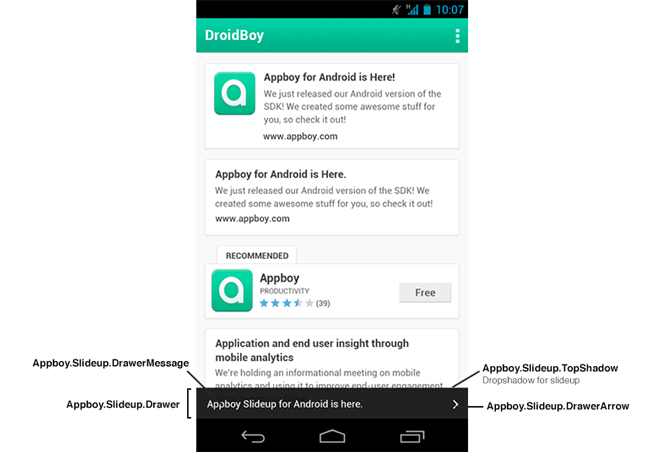 H
10:07
DroidBoy
Appboy for Android is Here!
We just released our Android version of the
SDK! We created some awesome stuff for
you, so check it out!
www.appboy.com
Appboy for Android is Here.
We just released our Android version of the SDK! We
created some awesome stuff for you, so check it out!
www.appboy.com
RECOMMENDED
Appboy
PRODUCTIVITY
(39)
Free
Application and end user insight through
mobile analytics
We're holding an informational meeting on mobile
analytics and using it to improve end-user engagement
Appboy.Slideup.DrawerMessage
Appboy.Slideup.TopShadow
Dropshadow for slideup
Appboy.Slideup.Drawer
Appboy Slideup for Android is here.
Appboy.Slideup.DrawerArrow